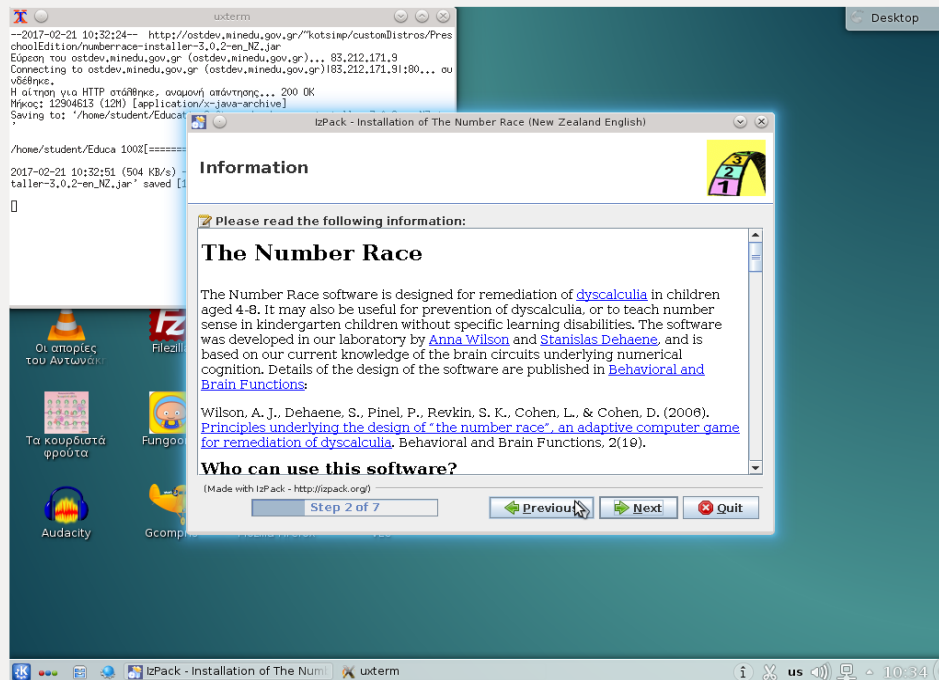 uxterm
--2017-02-21 10:32:24-- http://ostdev.minedu.gov.gr/~kotsimp/customDistros/Pres
choolEdition/numberrace-installer-3.0.2-en_NZ.jar
Εύρεση του ostdev.minedu.gov.gr (ostdev.minedu.gov.gr)... 83.212.171.9
Connecting to ostdev.minedu.gov.gr (ostdev.minedu.gov.gr)|83.212.171.9|:80... συ
νδέθηκε.
Η αίτηση για HTTP στάλθηκε, αναμονή απάντησης... 200 OK
Μήκος: 12904613 (12M) [application/x-java-archive]
Saving to: '/home/student/Educat
'
/home/student/Educa 100%[======
2017-02-21 10:32:51 (504 KB/s) -
taller-3.0.2-en_NZ.jar' saved [1
Desktop
IzPack - Installation of The Number Race (New Zealand English)
Information
3
2
1
Please read the following information:
The Number Race
The Number Race software is designed for remediation of dyscalculia in children
aged 4-8. It may also be useful for prevention of dyscalculia, or to teach number
sense in kindergarten children without specific learning disabilities. The software
was developed in our laboratory by Anna Wilson and Stanislas Dehaene, and is
based on our current knowledge of the brain circuits underlying numerical
cognition. Details of the design of the software are published in Behavioral and
Brain Functions:
Wilson, A. J., Dehaene, S., Pinel, P., Revkin, S. K., Cohen, L., & Cohen, D. (2006).
Principles underlying the design of "the number race", an adaptive computer game
for remediation of dyscalculia. Behavioral and Brain Functions, 2(19).
Who can use this software?
(Made with IzPack - http://izpack.org/)
Step 2 of 7
Previous
Next
Quit
Οι απορίες
του Αντωνάκι
Filezill
Τα κουρδιστά
φρούτα
Fungoo
Audacity
Gcompris
IzPack - Installation of The Num
uxterm
us
10:34